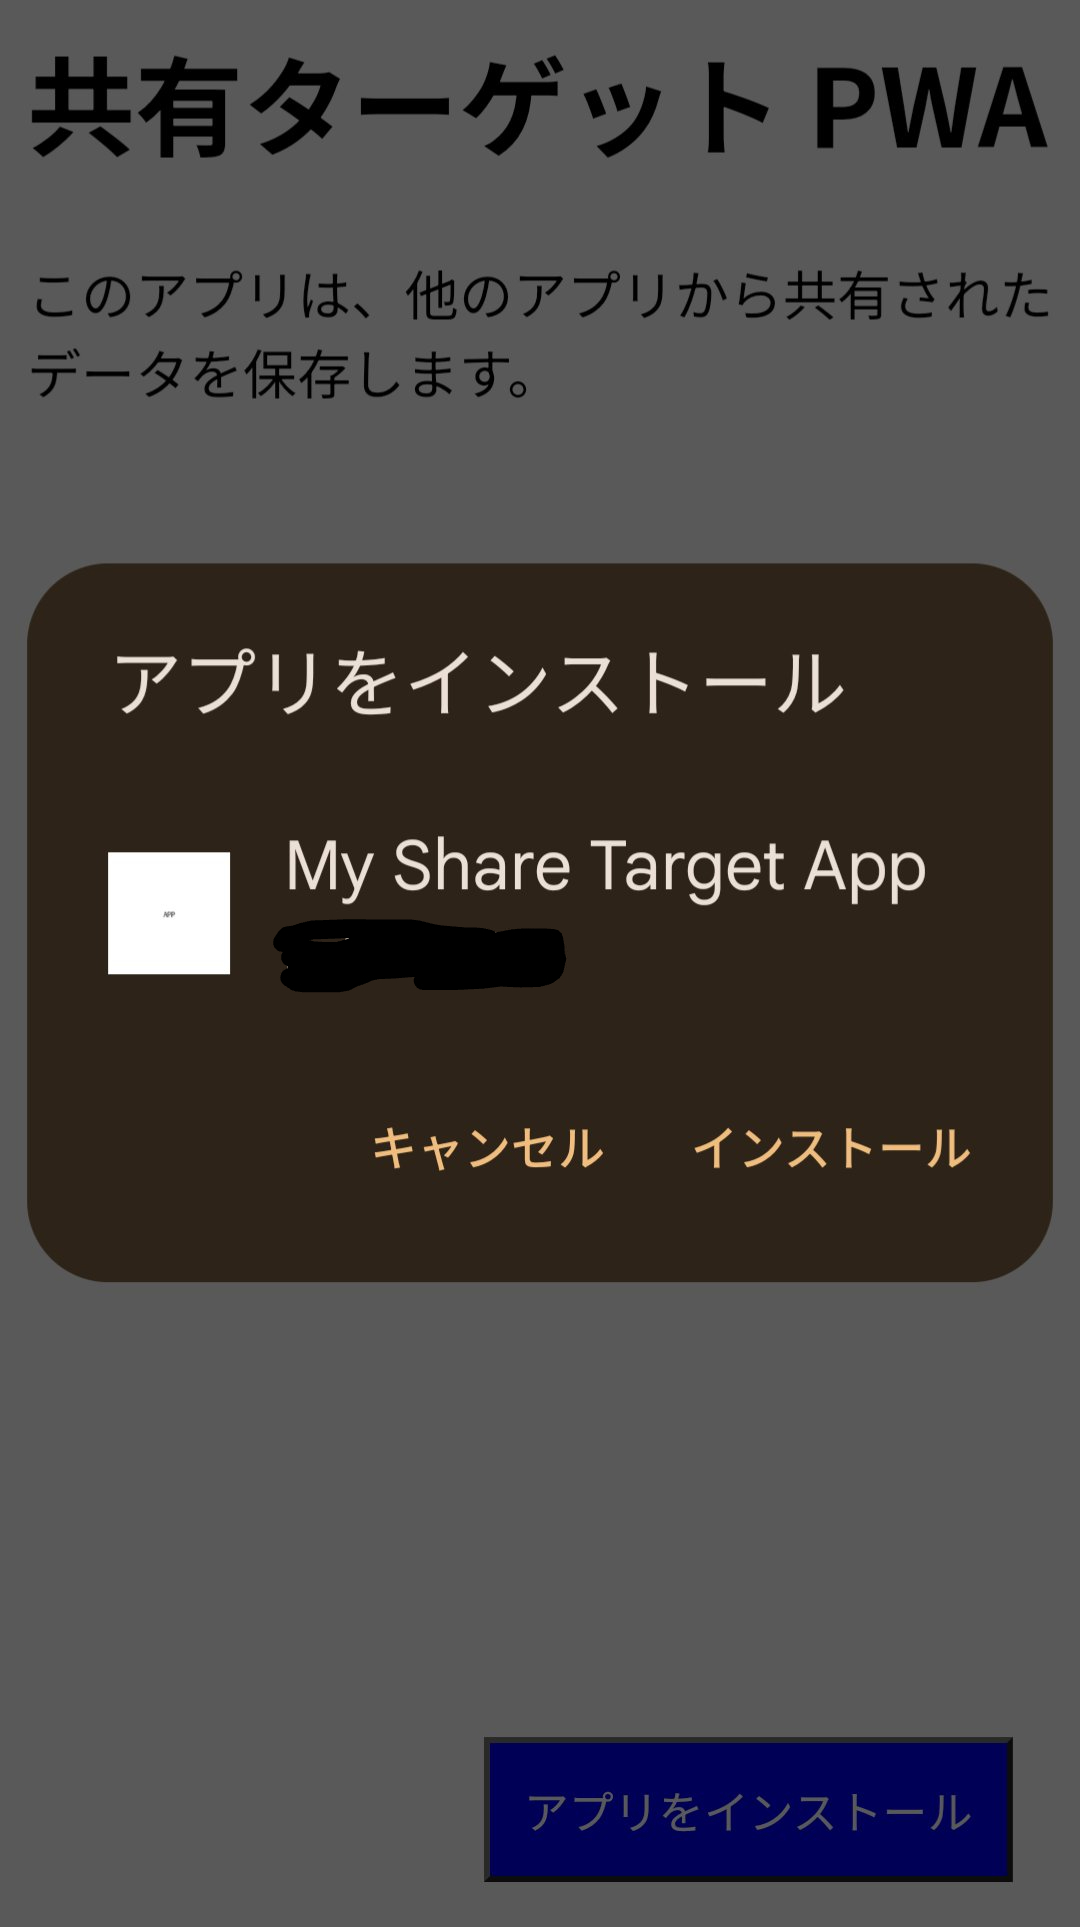 共有ターゲット PWA
このアプリは、他のアプリから共有された
データを保存します。
アプリをインストール
My Share Target App
APP
キャンセル
インストール
アプリをインストール